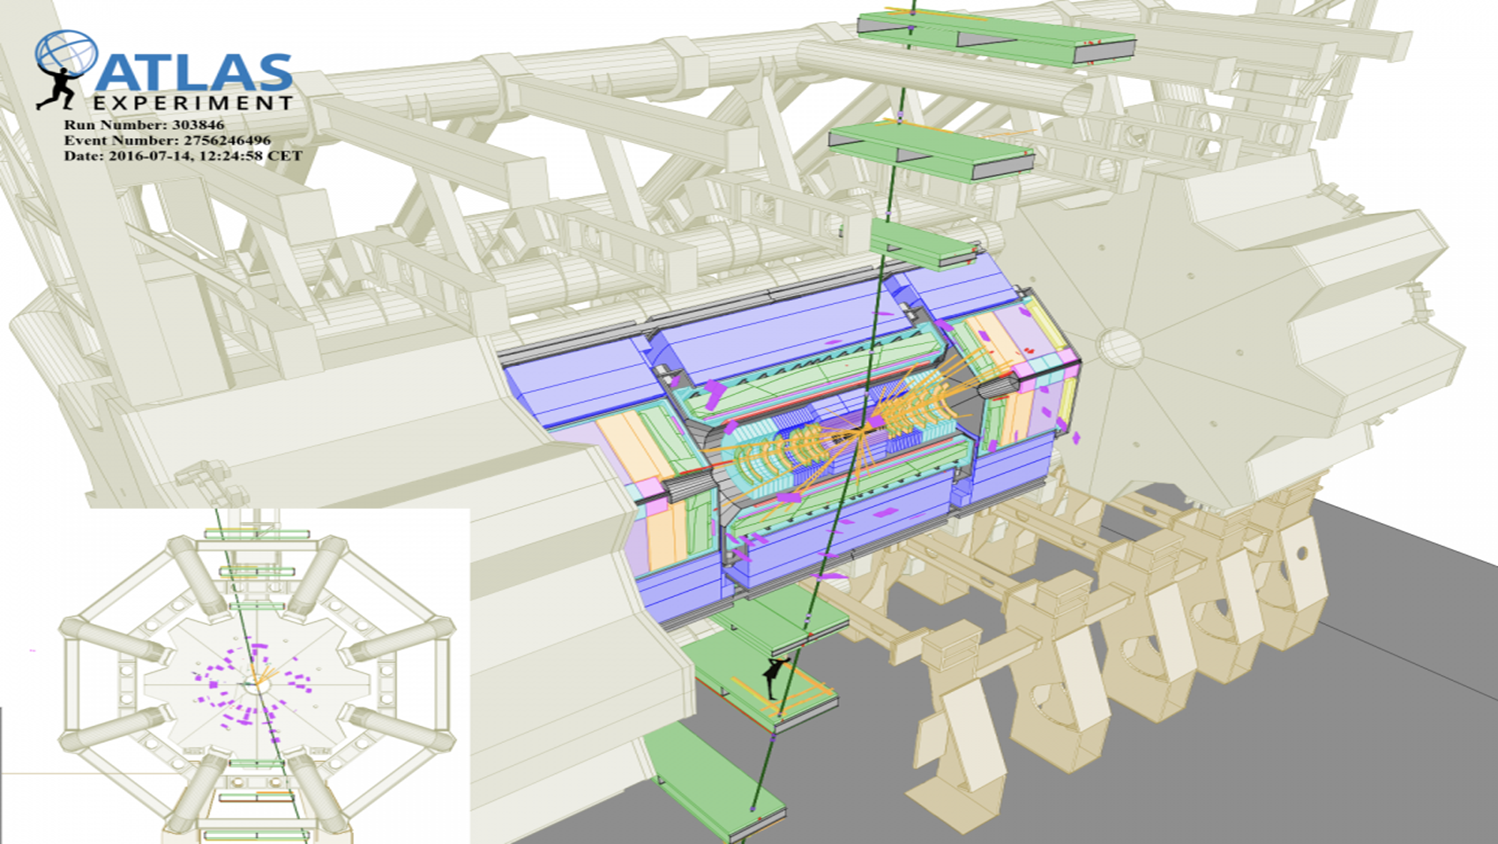 ATLAS
EXPERIMENT
Run Number: 303846
Event Number: 2756246496
Date: 2016-07-14, 12:24:58 CET